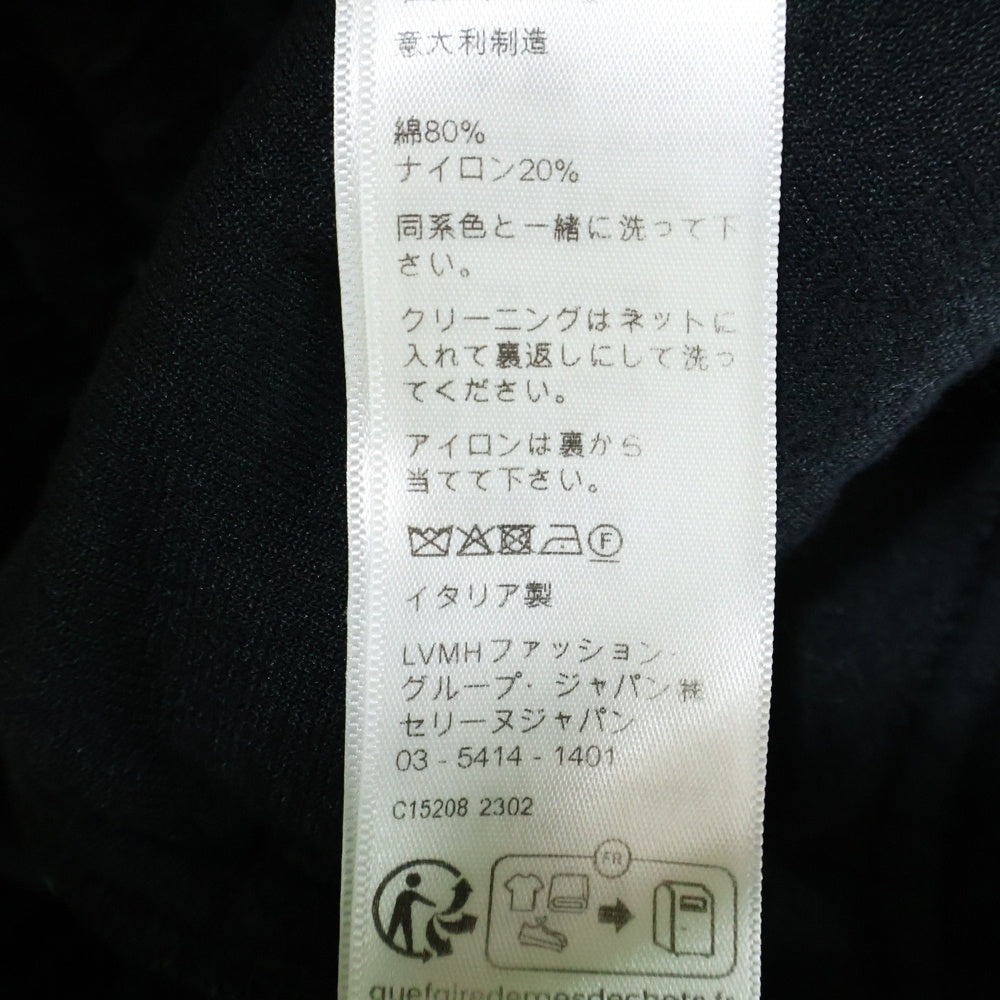 意大利制造
綿80%
ナイロン20%
同系色と一緒に洗って下
さい。
クリーニングはネットに
入れて裏返しにして洗っ
てください。
アイロンは裏から
当てて下さい。
F
イタリア製
LVMHファッション・
グループ・ジャパン株
セリーヌジャパン
03 - 5414 - 1401
C15208 2302
FR
quefairedemesdechets.fr